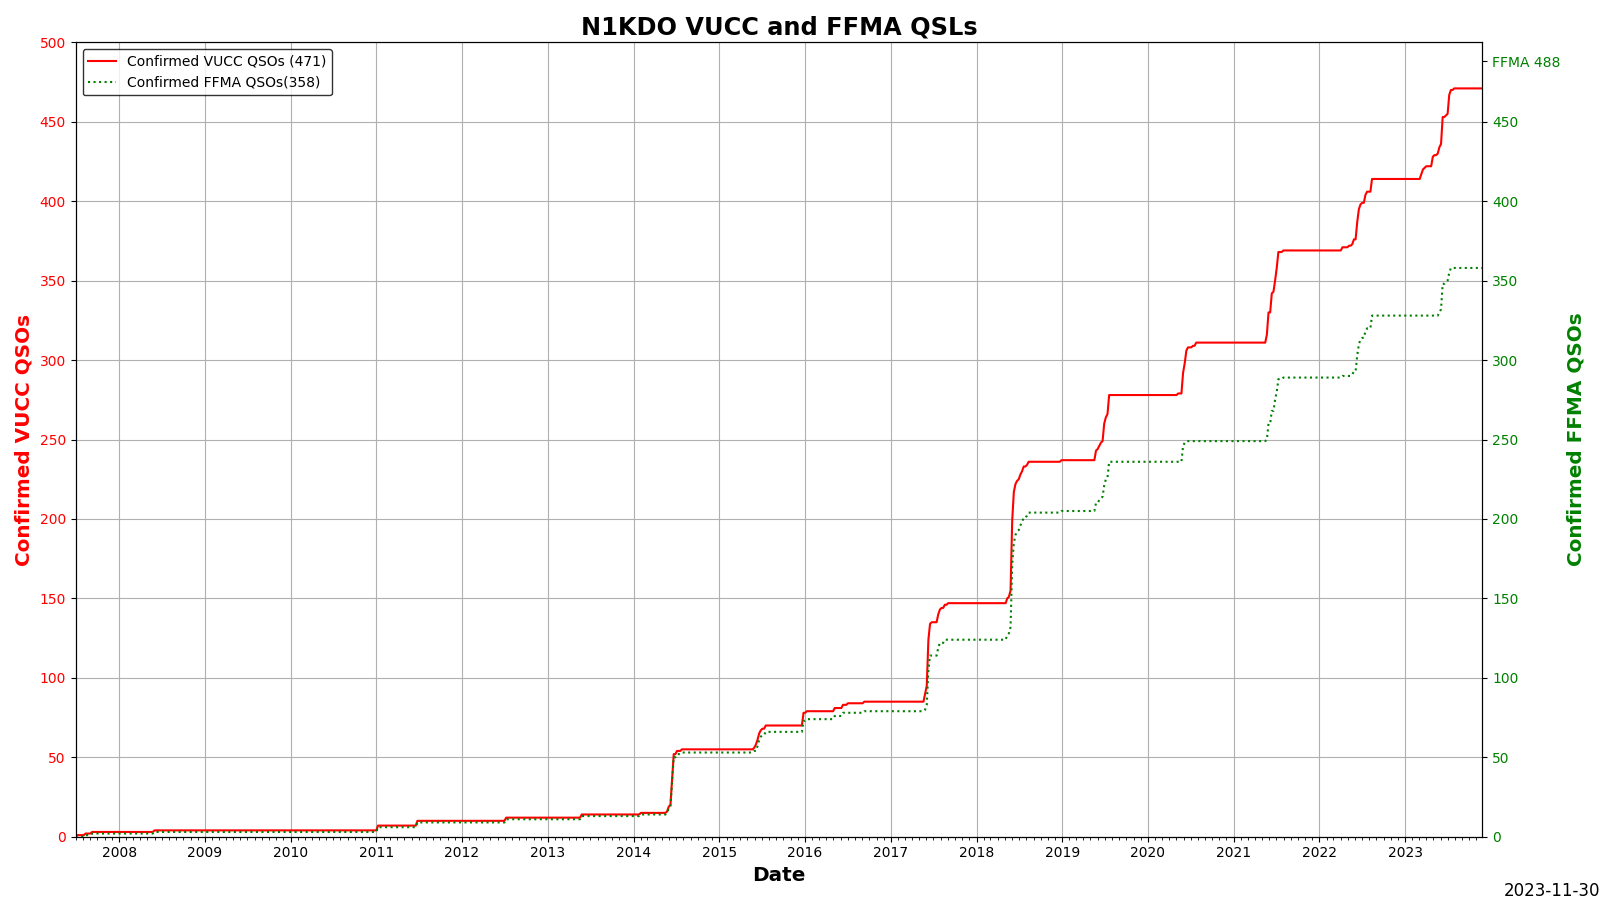 N1KDO VUCC and FFMA QSLs
Confirmed VUCC QSOs (471)
Confirmed FFMA QSOs(358)
500
450
400
350
300
250
200
150
100
50
0
Confirmed VUCC QSOs
FFMA 488
450
400
350
300
250
200
150
100
50
0
Confirmed FFMA QSOs
2008 2009 2010 2011 2012 2013 2014 2015 2016 2017 2018 2019 2020 2021 2022 2023
Date
2023-11-30